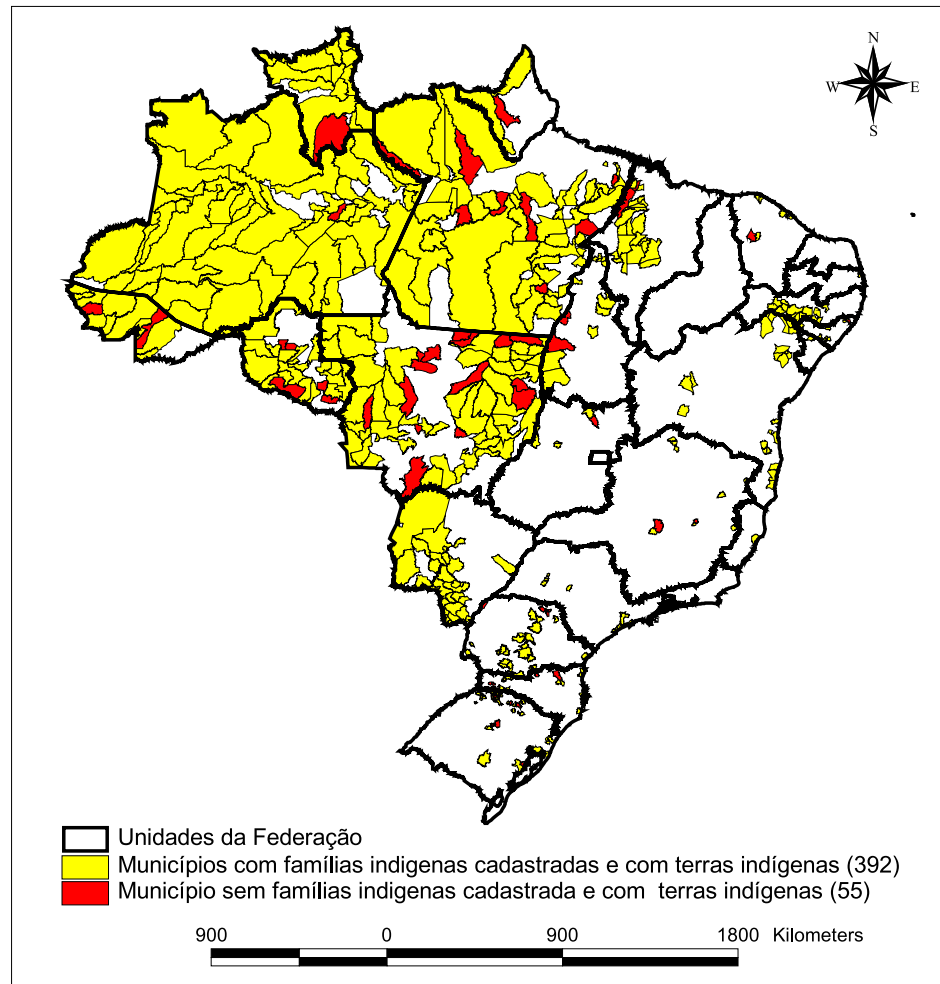 N
W E
S
Unidades da Federação
Municípios com famílias indigenas cadastradas e com terras indígenas (392)
Município sem famílias indigenas cadastrada e com terras indígenas (55)
900 0 900 1800 Kilometers